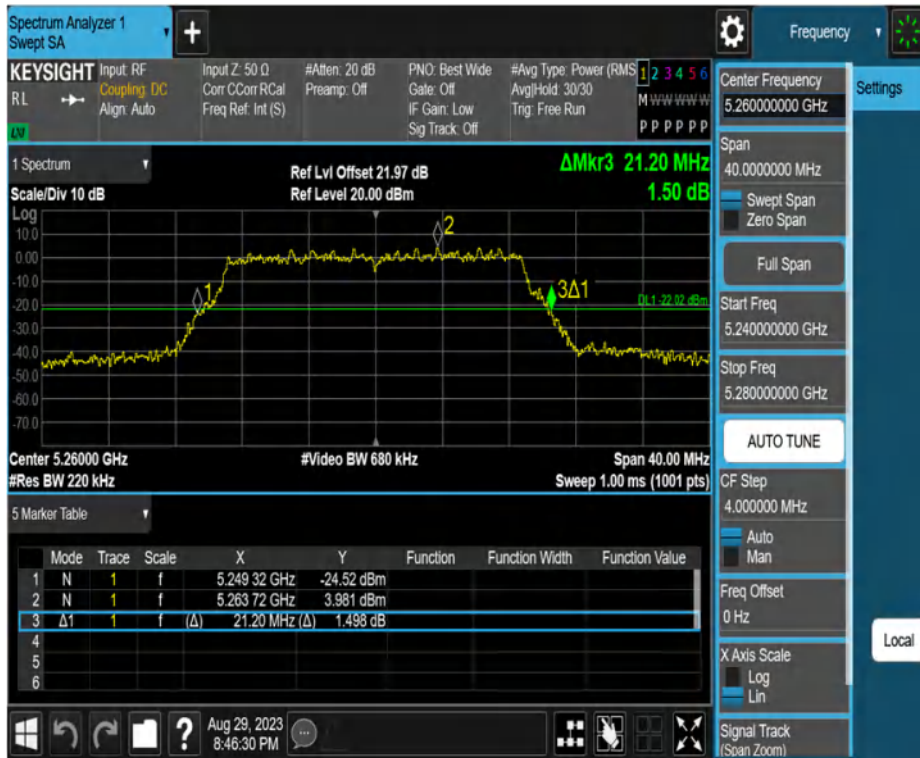 Spectrum Analyzer 1
Swept SA
+
Frequency
KEYSIGHT
RL
Input: RF
Coupling: DC
Align: Auto
Input Z: 50 Ω
Corr CCorr RCal
Freq Ref: Int (S)
#Atten: 20 dB
Preamp: Off
PNO: Best Wide
Gate: Off
IF Gain: Low
Sig Track: Off
#Avg Type: Power (RMS
Avg|Hold: 30/30
Trig: Free Run
1 2 3 4 5 6
M W W W W W
P P P P P P
LNI
1 Spectrum
Scale/Div 10 dB
Ref Lvl Offset 21.97 dB
Ref Level 20.00 dBm
ΔMkr3 21.20 MHz
1.50 dB
Log
10.0
0.00
-10.0
-20.0
-30.0
-40.0
-50.0
-60.0
-70.0
1
2
3Δ1
DL1 -22.02 dBm
Center 5.26000 GHz
#Res BW 220 kHz
#Video BW 680 kHz
Span 40.00 MHz
Sweep 1.00 ms (1001 pts)
5 Marker Table
Mode Trace Scale X Y Function Function Width Function Value
1 N 1 f 5.249 32 GHz -24.52 dBm
2 N 1 f 5.263 72 GHz 3.981 dBm
3 Δ1 1 f (Δ) 21.20 MHz (Δ) 1.498 dB
4
5
6
?
Aug 29, 2023
8:46:30 PM
Center Frequency
5.260000000 GHz
Span
40.0000000 MHz
Swept Span
Zero Span
Full Span
Start Freq
5.240000000 GHz
Stop Freq
5.280000000 GHz
AUTO TUNE
CF Step
4.000000 MHz
Auto
Man
Freq Offset
0 Hz
X Axis Scale
Log
Lin
Signal Track
(Span Zoom)
Settings
Local